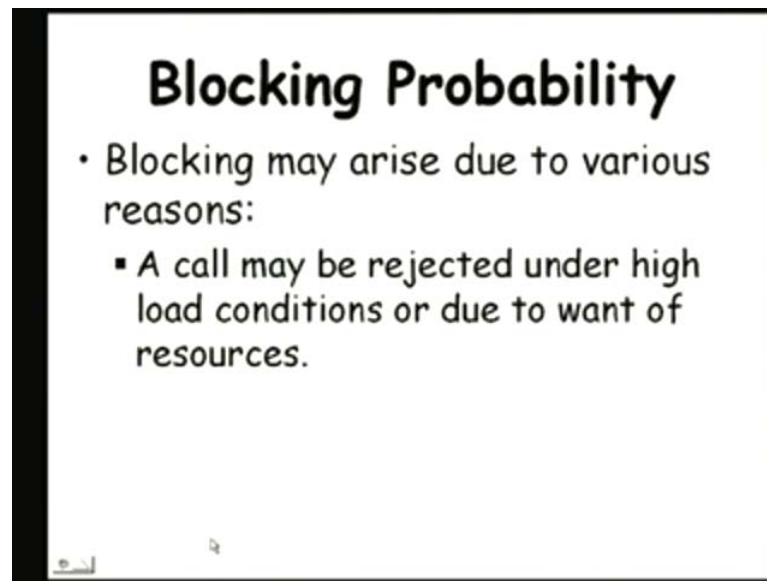 Blocking Probability
• Blocking may arise due to various
reasons:
▪ A call may be rejected under high
load conditions or due to want of
resources.